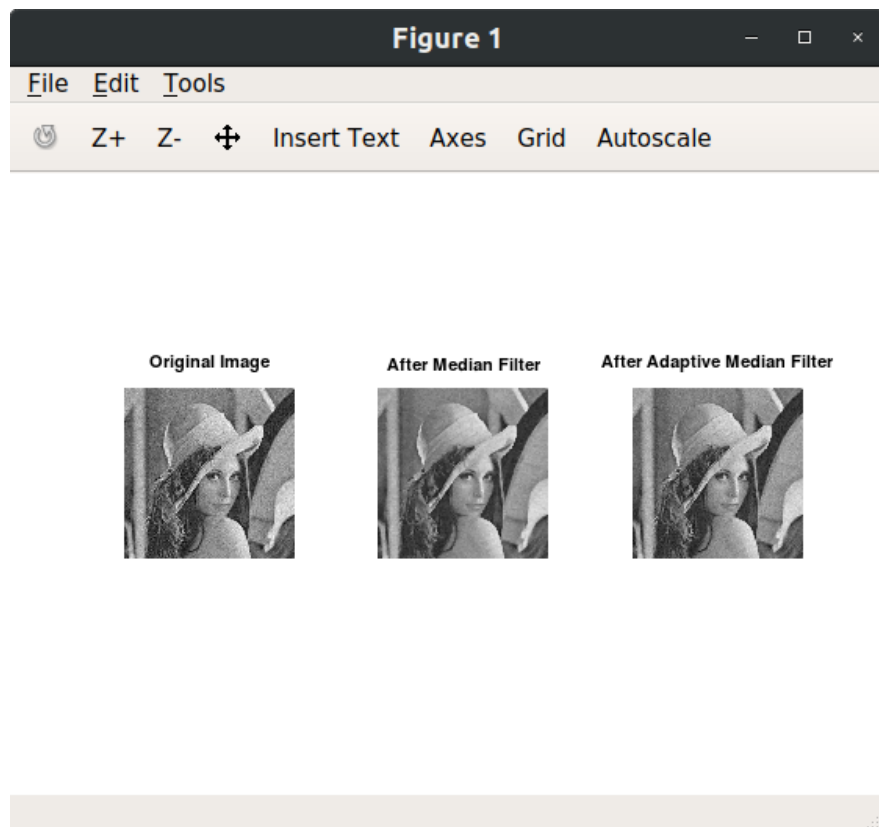 Figure 1
File Edit Tools
Z+ Z- Insert Text Axes Grid Autoscale
Original Image
After Median Filter
After Adaptive Median Filter